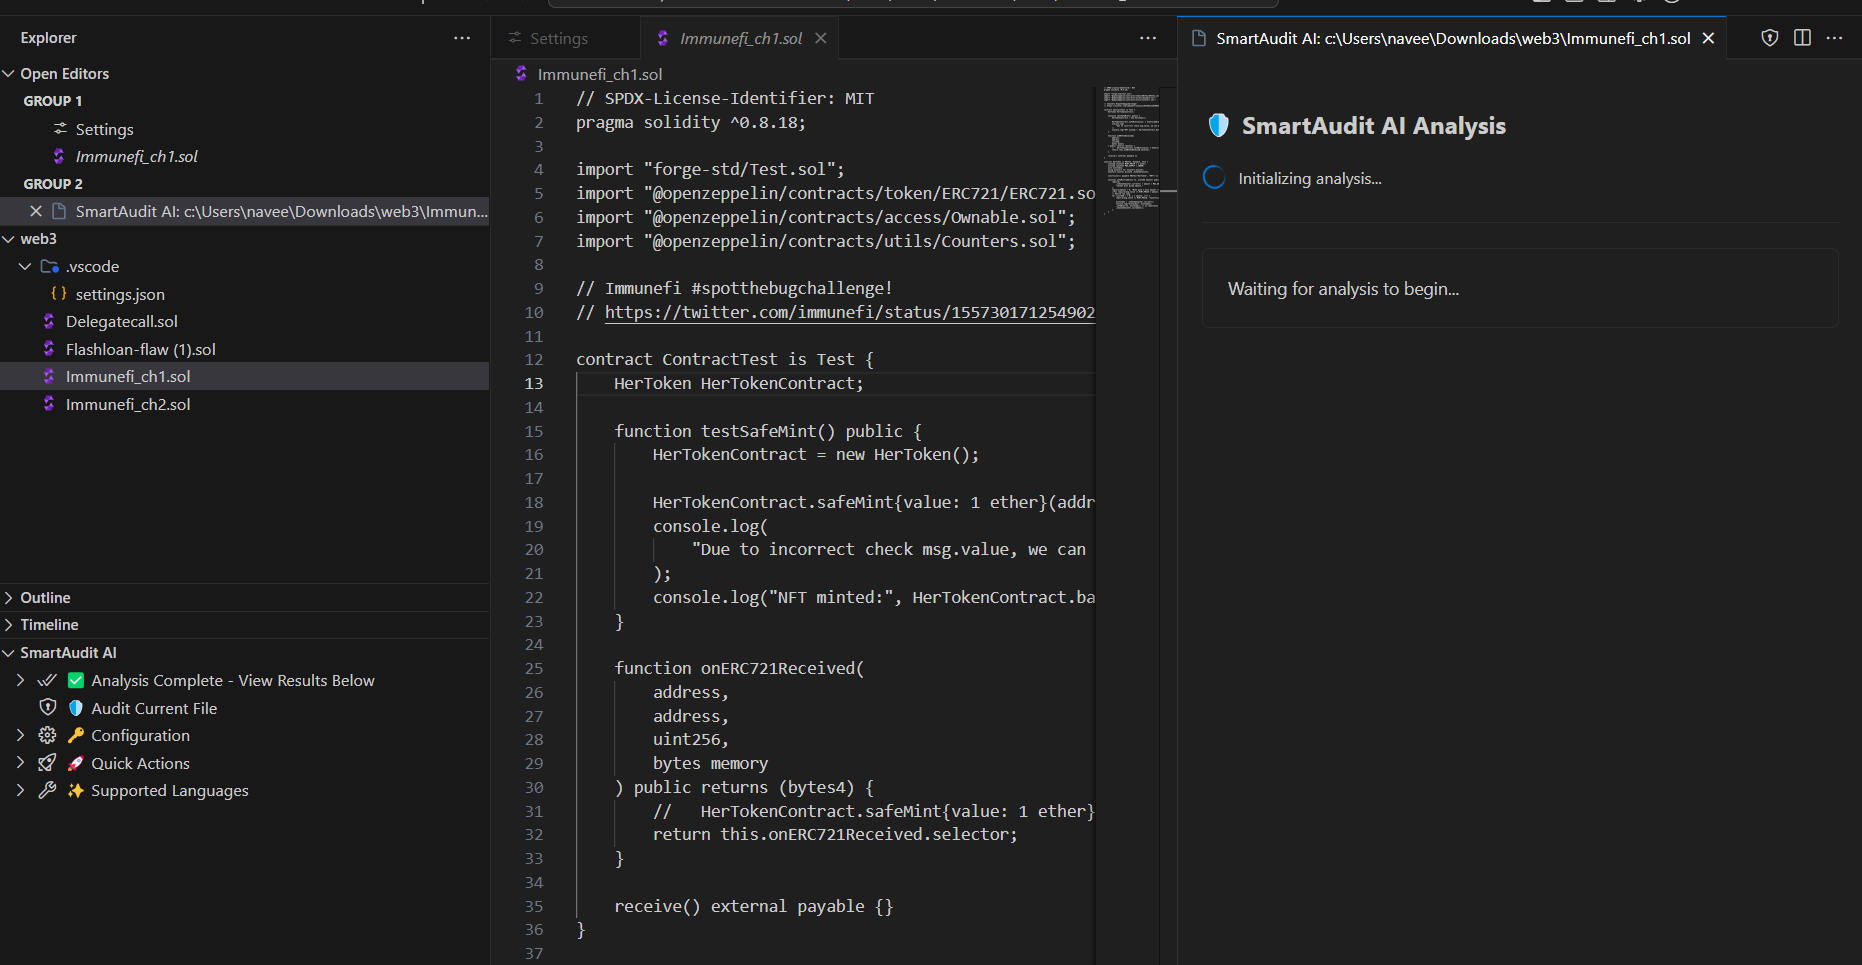 Explorer
Open Editors
GROUP 1
Settings
Immunefi_ch1.sol
GROUP 2
SmartAudit AI: c:\Users\navee\Downloads\web3\Immun...
web3
.vscode
{} settings.json
Delegatecall.sol
Flashloan-flaw (1).sol
Immunefi_ch1.sol
Immunefi_ch2.sol
Outline
Timeline
SmartAudit AI
Analysis Complete - View Results Below
Audit Current File
Configuration
Quick Actions
Supported Languages
Settings
Immunefi_ch1.sol
Immunefi_ch1.sol
1 // SPDX-License-Identifier: MIT
2 pragma solidity ^0.8.18;
3
4 import "forge-std/Test.sol";
5 import "@openzeppelin/contracts/token/ERC721/ERC721.so
6 import "@openzeppelin/contracts/access/Ownable.sol";
7 import "@openzeppelin/contracts/utils/Counters.sol";
8
9 // Immunefi #spotthebugchallenge!
10 // https://twitter.com/immunefi/status/155730171254902
11
12 contract ContractTest is Test {
13 HerToken HerTokenContract;
14
15 function testSafeMint() public {
16 HerTokenContract = new HerToken();
17
18 HerTokenContract.safeMint{value: 1 ether}(addr
19 console.log(
20 "Due to incorrect check msg.value, we can
21 );
22 console.log("NFT minted:", HerTokenContract.ba
23 }
24
25 function onERC721Received(
26 address,
27 address,
28 uint256,
29 bytes memory
30 ) public returns (bytes4) {
31 // HerTokenContract.safeMint{value: 1 ether}
32 return this.onERC721Received.selector;
33 }
34
35 receive() external payable {}
36 }
37
SmartAudit AI: c:\Users\navee\Downloads\web3\Immunefi_ch1.sol
SmartAudit AI Analysis
Initializing analysis...
Waiting for analysis to begin...